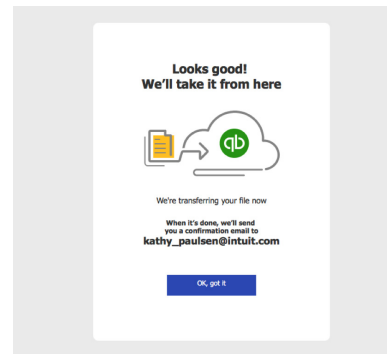 Looks good!
We'll take it from here
qb
We're transferring your file now
When it's done, we'll send
you a confirmation email to
kathy_paulsen@intuit.com
OK, got it